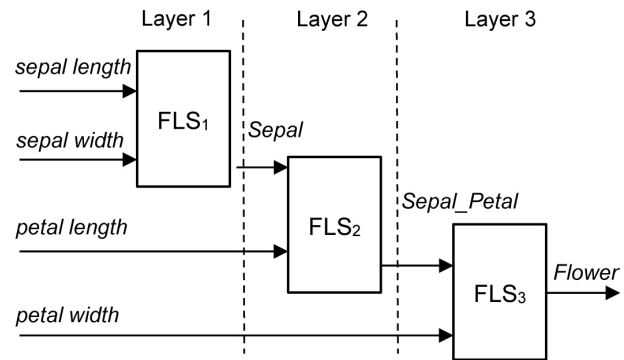 Layer 1
Layer 2
Layer 3
sepal length
FLS₁
sepal width
Sepal
petal length
FLS₂
Sepal_Petal
petal width
FLS₃
Flower